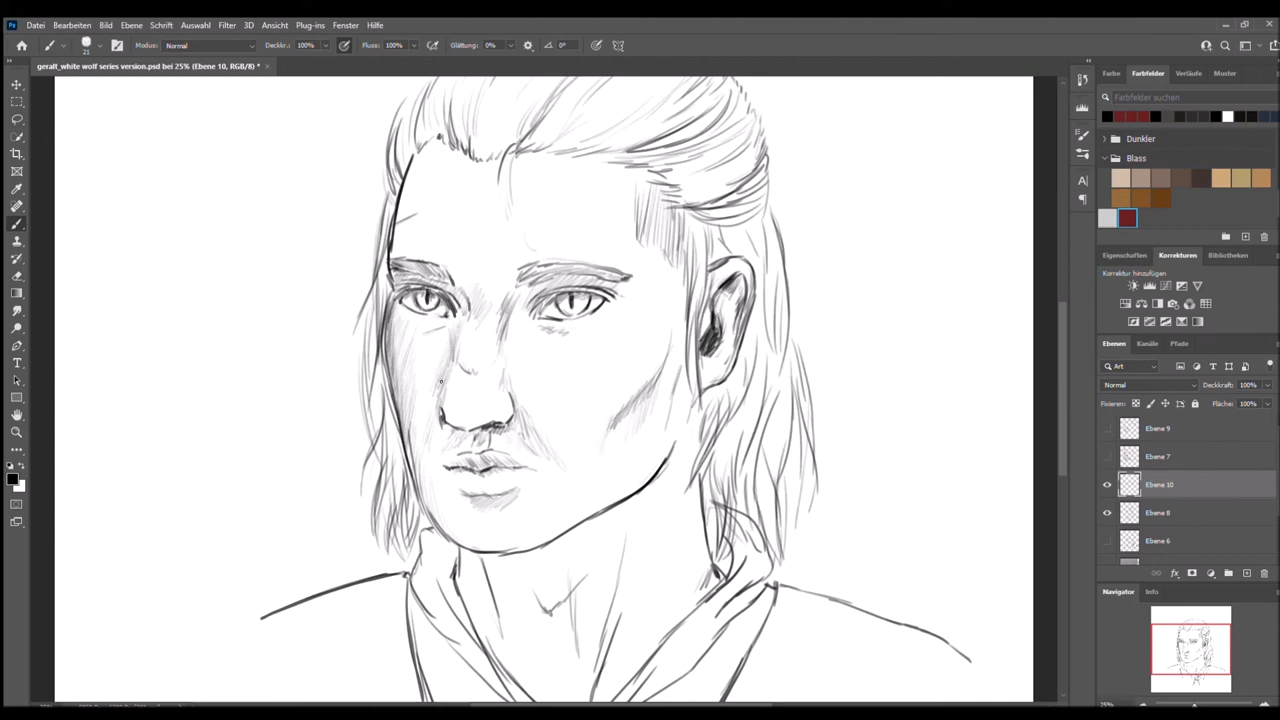 Datei Bearbeiten Bild Ebene Schrift Auswahl Filter 3D Ansicht Plug-ins Fenster Hilfe
21 Modus: Normal Deckkr.: 100% Fluss: 100% Glättung: 0% 0°
geralt_white wolf series version.psd bei 25% (Ebene 10, RGB/8) *
Farbe Farbfelder Verläufe Muster
Farbfelder suchen
Dunkler
Blass
Eigenschaften Korrekturen Bibliotheken
Korrektur hinzufügen
Ebenen Kanäle Pfade
Art
Normal Deckkraft: 100%
Fixieren: Fläche: 100%
Ebene 9
Ebene 7
Ebene 10
Ebene 8
Ebene 6
Navigator Info
25%